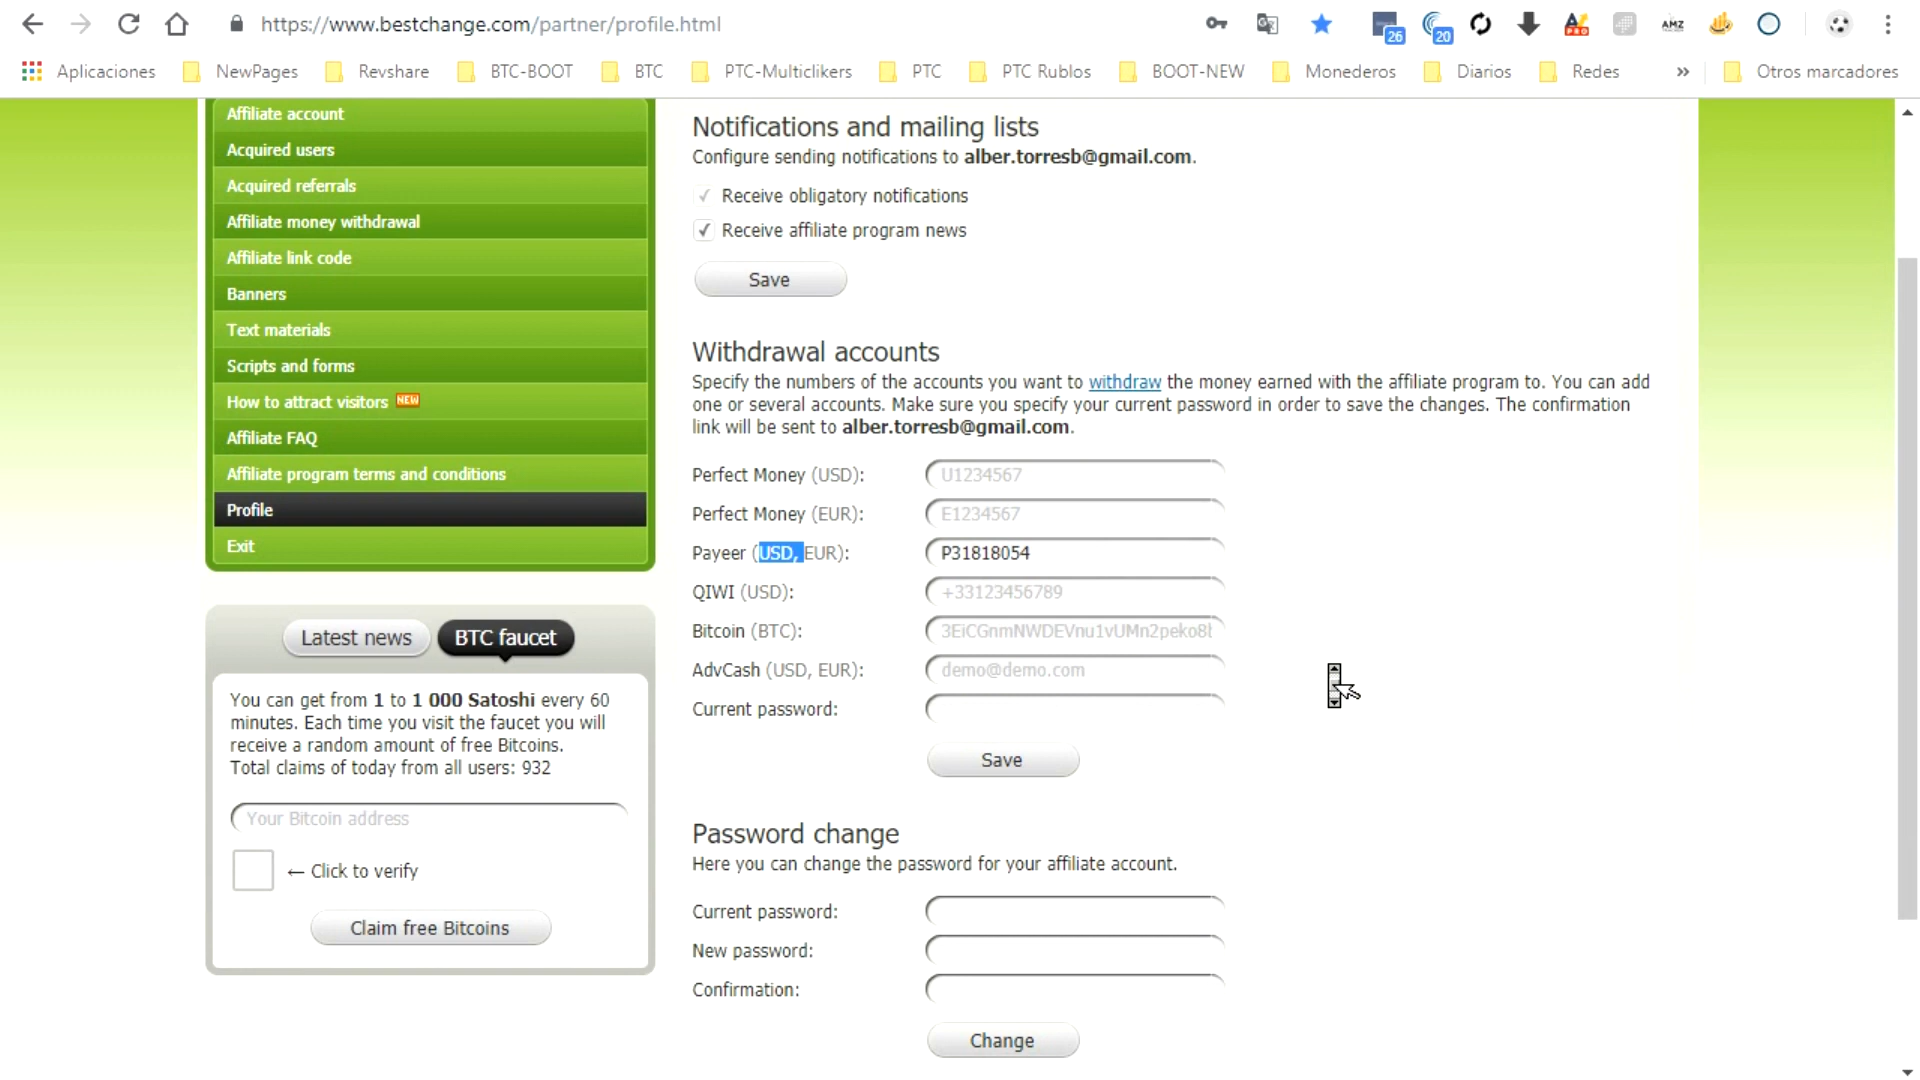 https://www.bestchange.com/partner/profile.html
26
20
PRO
AMZ
Aplicaciones
NewPages
Revshare
BTC-BOOT
BTC
PTC-Multiclikers
PTC
PTC Rublos
BOOT-NEW
Monederos
Diarios
Redes
»
Otros marcadores
Affiliate account
Acquired users
Acquired referrals
Affiliate money withdrawal
Affiliate link code
Banners
Text materials
Scripts and forms
How to attract visitors NEW
Affiliate FAQ
Affiliate program terms and conditions
Profile
Exit
Latest news
BTC faucet
You can get from 1 to 1 000 Satoshi every 60
minutes. Each time you visit the faucet you will
receive a random amount of free Bitcoins.
Total claims of today from all users: 932
Your Bitcoin address
← Click to verify
Claim free Bitcoins
Notifications and mailing lists
Configure sending notifications to alber.torresb@gmail.com.
Receive obligatory notifications
Receive affiliate program news
Save
Withdrawal accounts
Specify the numbers of the accounts you want to withdraw the money earned with the affiliate program to. You can add
one or several accounts. Make sure you specify your current password in order to save the changes. The confirmation
link will be sent to alber.torresb@gmail.com.
Perfect Money (USD): U1234567
Perfect Money (EUR): E1234567
Payeer (USD, EUR): P31818054
QIWI (USD): +33123456789
Bitcoin (BTC): 3EiCGnmNWDEVnu1vUMn2peko8
AdvCash (USD, EUR): demo@demo.com
Current password:
Save
Password change
Here you can change the password for your affiliate account.
Current password:
New password:
Confirmation:
Change